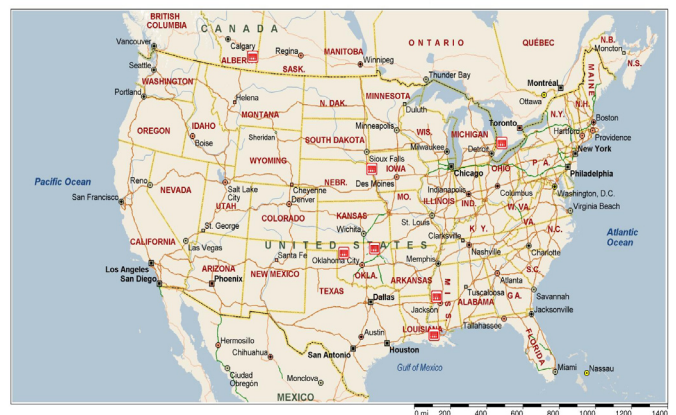 BRITISH
COLUMBIA
CANADA
Vancouver
Calgary
ALBER
Regina
SASK.
MANITOBA
Winnipeg
ONTARIO
QUÉBEC
N.B.
Moncton
N.S.
Seattle
WASHINGTON
Portland
Helena
MONTANA
N. DAK.
MINNESOTA
Thunder Bay
Duluth
Ottawa
Montréal
MAINE
OREGON
IDAHO
Boise
Sheridan
WYOMING
SOUTH DAKOTA
Minneapolis
WIS.
MICHIGAN
Toronto
N.Y.
N.H.
Boston
Hartford
Providence
Sioux Falls
Milwaukee
Detroit
New York
Pacific Ocean
Reno
NEVADA
San Francisco
Salt Lake
City
UTAH
Cheyenne
Denver
COLORADO
NEBR.
IOWA
Des Moines
Chicago
OHIO
P A.
Philadelphia
Indianapolis
ILLINOIS
IND.
Columbus
Washington, D.C.
W. VA.
VA.
Virginia Beach
St. George
Las Vegas
CALIFORNIA
KANSAS
Wichita
MO.
St. Louis
K Y.
Clarksville
Nashville
N.C.
Charlotte
Atlantic
Ocean
UNITED STATES
Los Angeles
San Diego
ARIZONA
Phoenix
Santa Fe
NEW MEXICO
Oklahoma City
OKLA.
ARKANSAS
Memphis
S.C.
Atlanta
TEXAS
Dallas
MISS
Jackson
Tuscaloosa
ALABAMA
GA.
Savannah
Jacksonville
Tallahassee
LOUISIANA
FLORIDA
Austin
San Antonio
Houston
Hermosillo
Chihuahua
Ciudad
Obregón
Monclova
MEXICO
Gulf of Mexico
Miami
Nassau
0 mi
200
400
600
800
1000
1200
1400